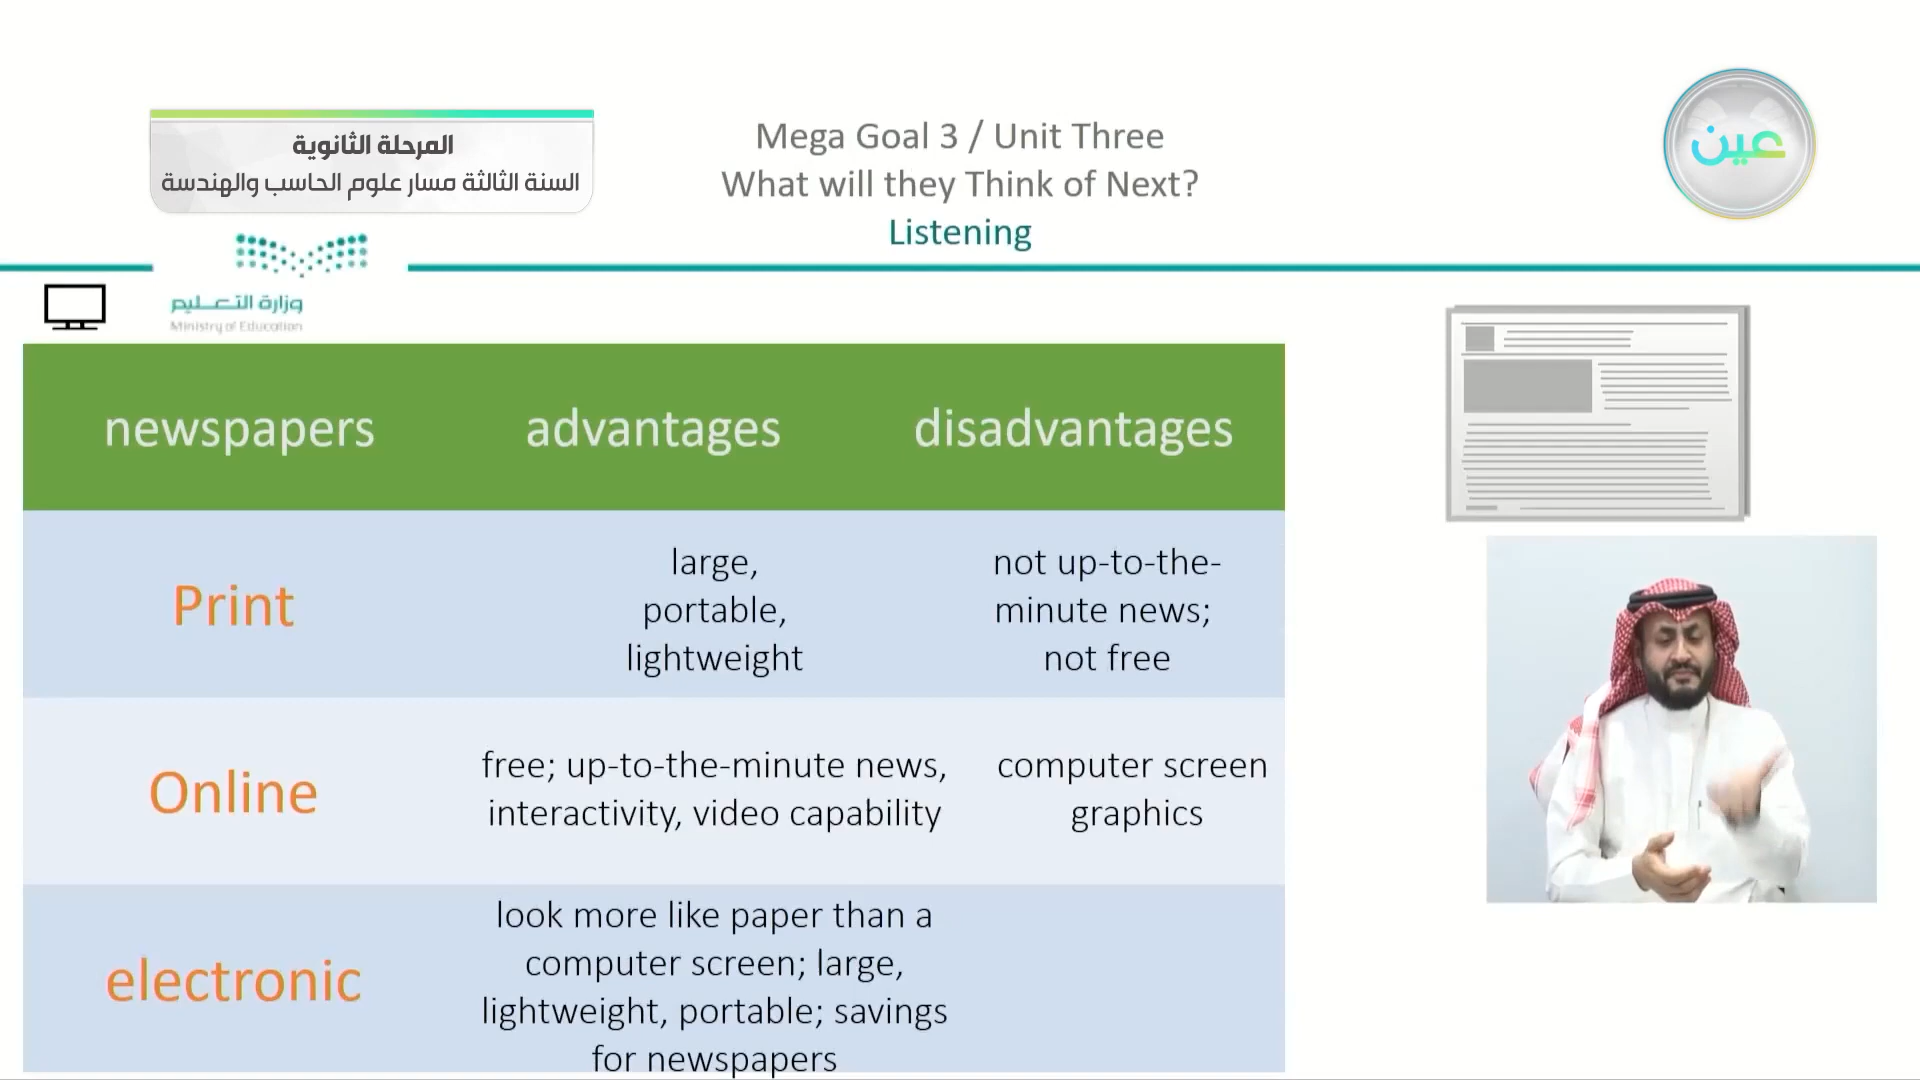 المرحلة الثانوية
السنة الثالثة مسار علوم الحاسب والهندسة
Mega Goal 3 / Unit Three
What will they Think of Next?
Listening
عين
وزارة التعليم
Ministry of Education
newspapers advantages disadvantages
Print
large,
portable,
lightweight
not up-to-the-
minute news;
not free
Online
free; up-to-the-minute news,
interactivity, video capability
computer screen
graphics
electronic
look more like paper than a
computer screen; large,
lightweight, portable; savings
for newspapers